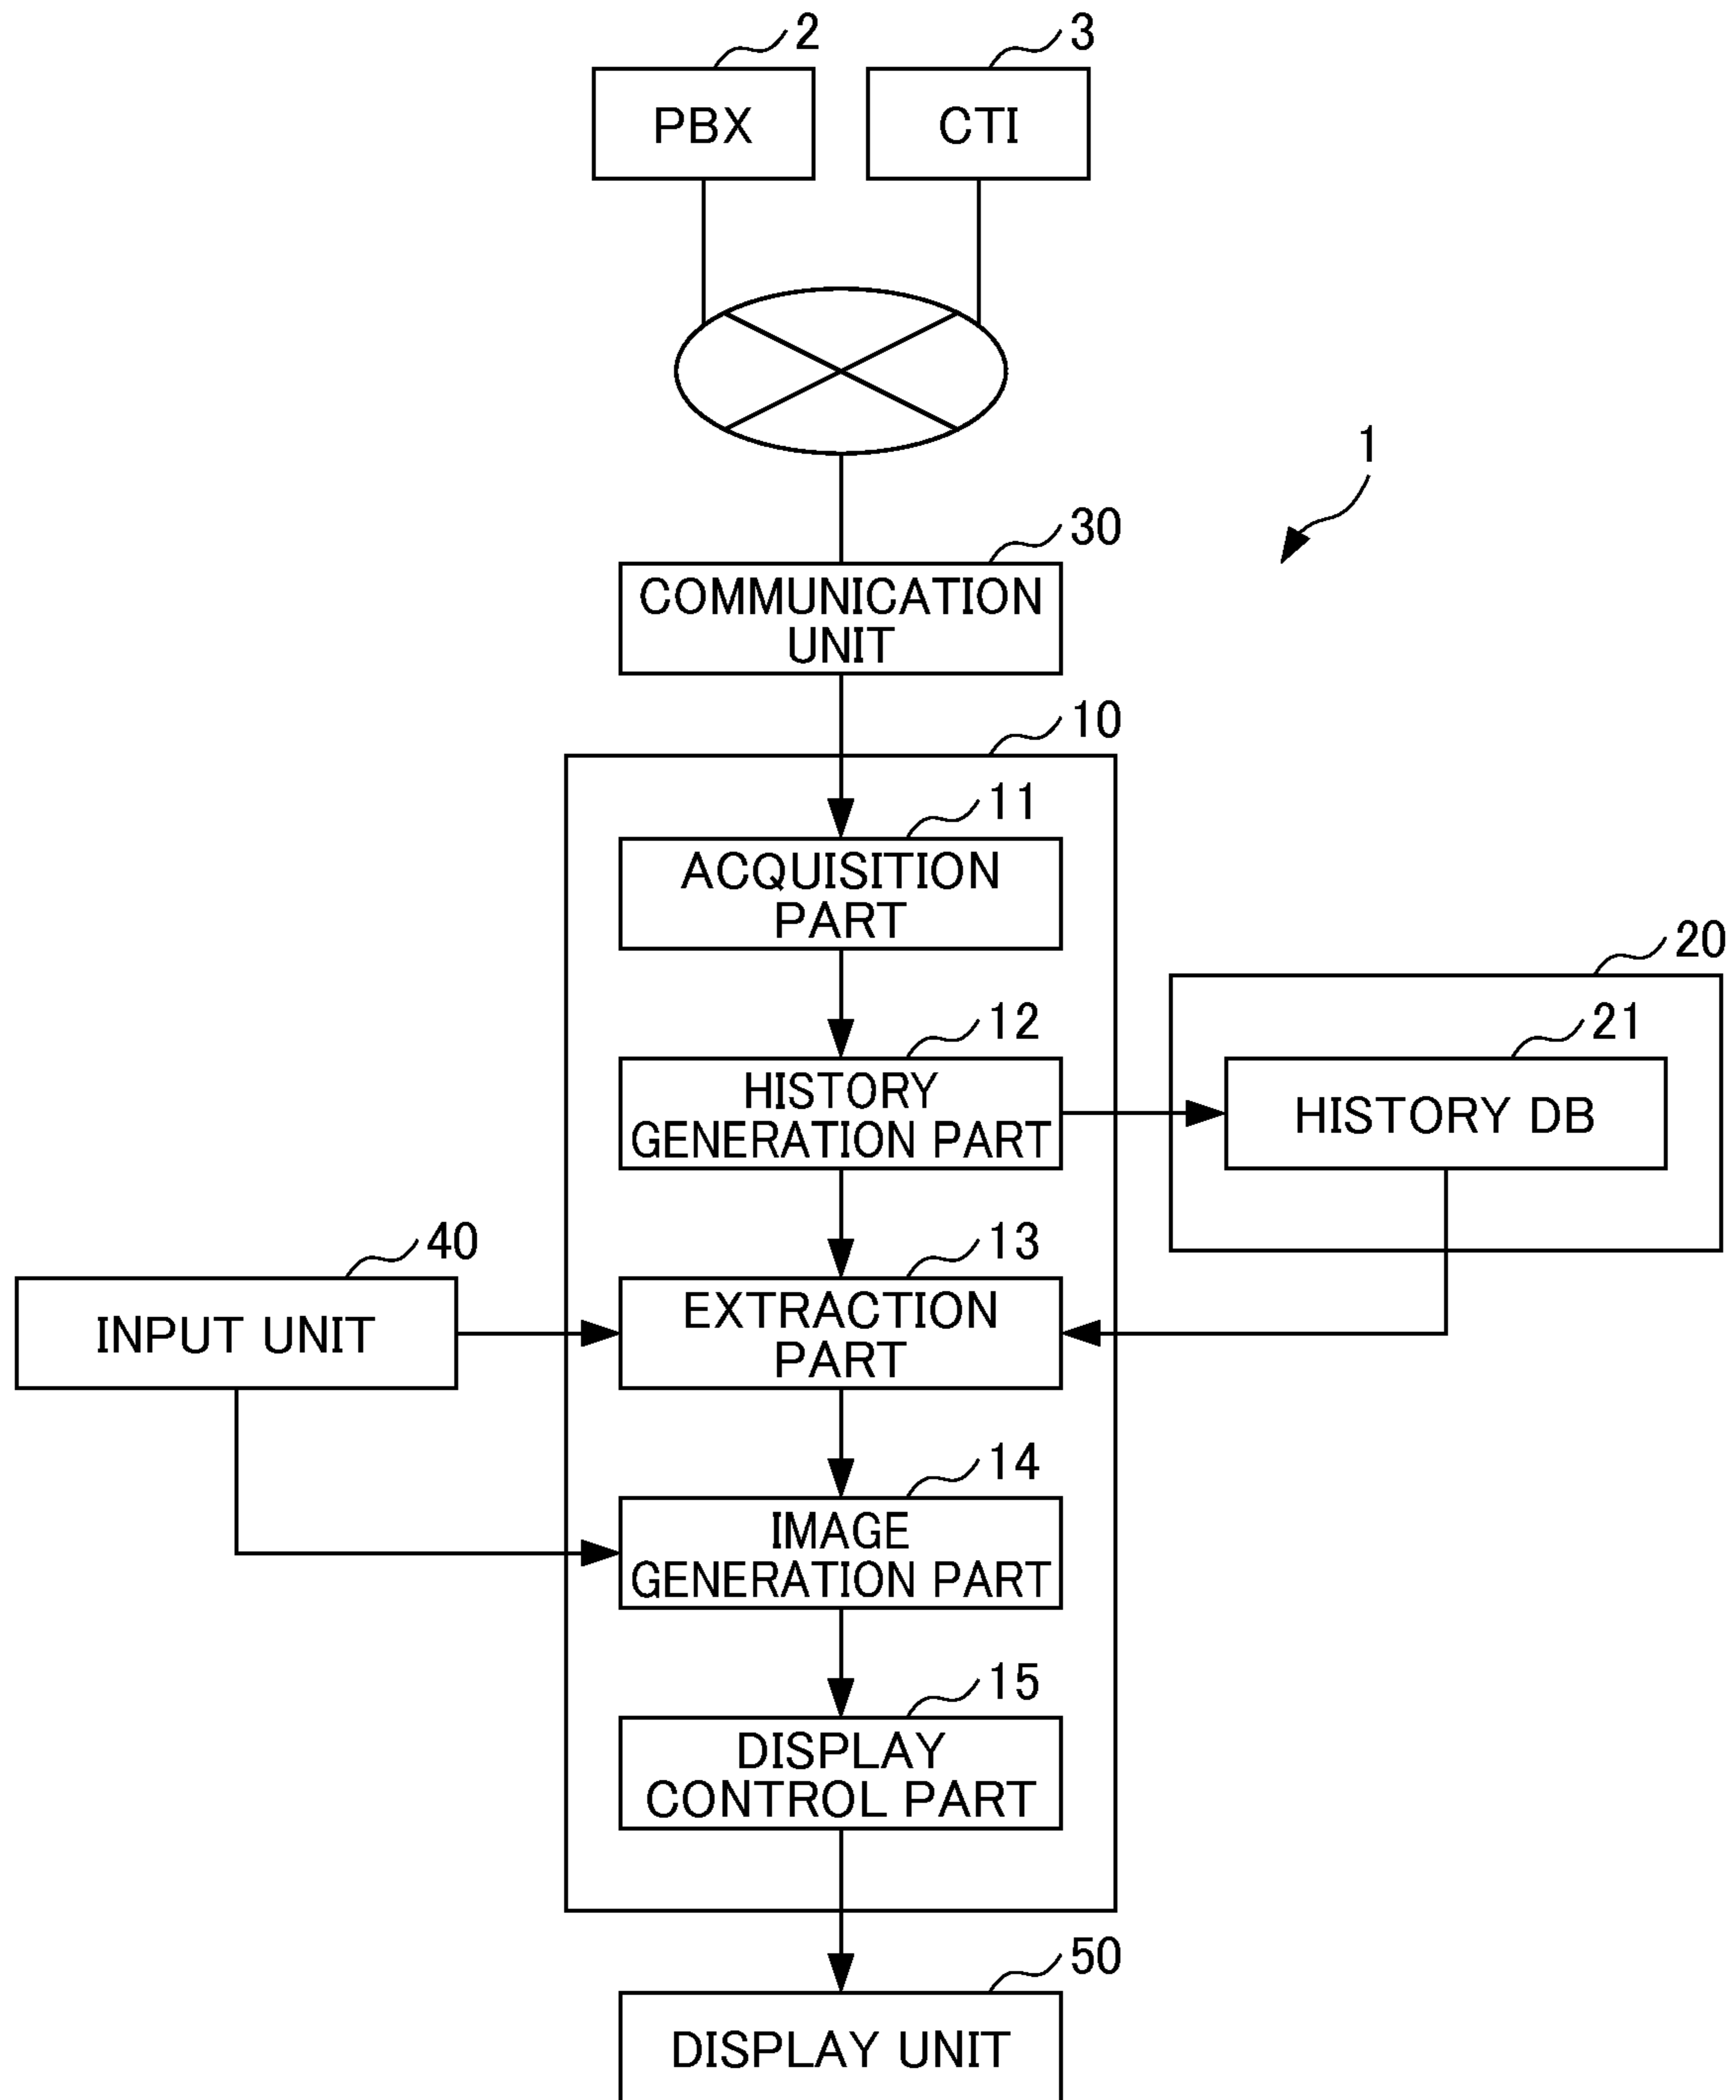 2
3
PBX
CTI
1
30
COMMUNICATION
UNIT
10
11
ACQUISITION
PART
20
12
21
HISTORY
GENERATION PART
HISTORY DB
40
13
INPUT UNIT
EXTRACTION
PART
14
IMAGE
GENERATION PART
15
DISPLAY
CONTROL PART
50
DISPLAY UNIT